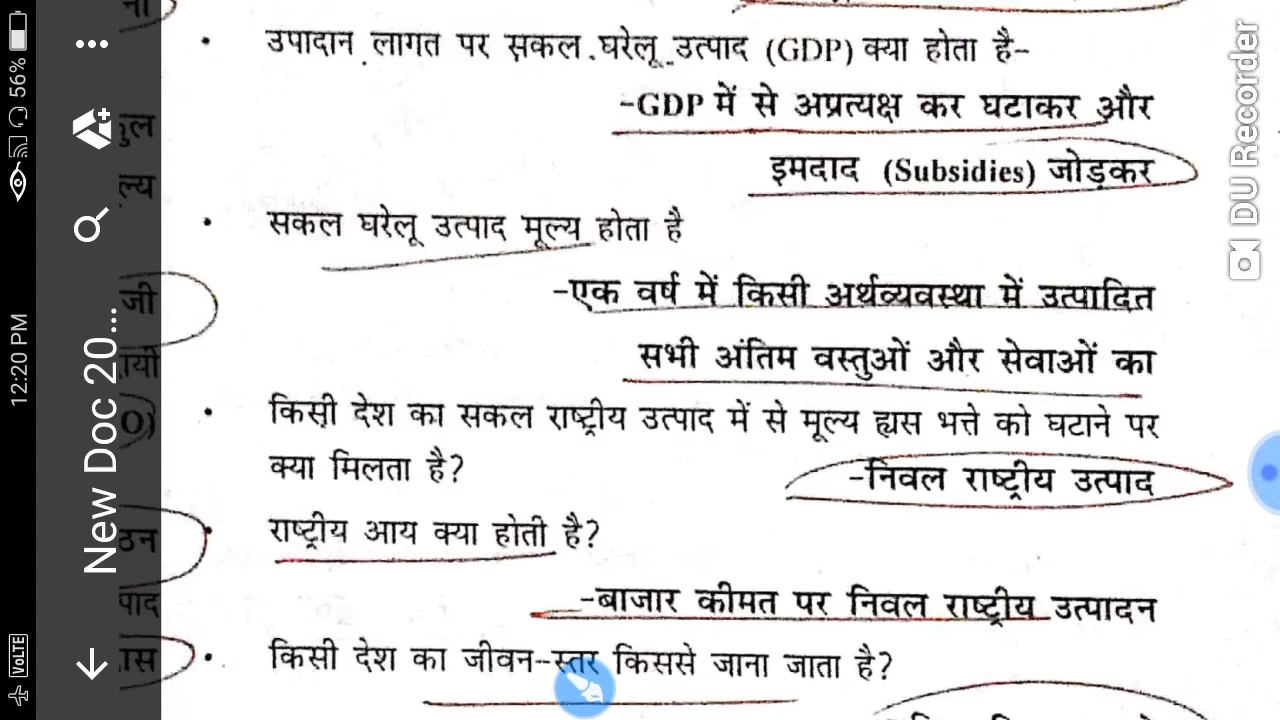 • उपादान लागत पर सकल घरेलू उत्पाद (GDP) क्या होता है-
-GDP में से अप्रत्यक्ष कर घटाकर और
इमदाद (Subsidies) जोड़कर
• सकल घरेलू उत्पाद मूल्य होता है
-एक वर्ष में किसी अर्थव्यवस्था में उत्पादित
सभी अंतिम वस्तुओं और सेवाओं का
• किसी देश का सकल राष्ट्रीय उत्पाद में से मूल्य ह्रास भत्ते को घटाने पर
क्या मिलता है?
-निवल राष्ट्रीय उत्पाद
• राष्ट्रीय आय क्या होती है?
-बाजार कीमत पर निवल राष्ट्रीय उत्पादन
• किसी देश का जीवन-स्तर किससे जाना जाता है?
New Doc 20...
12:20 PM
VoLTE
56%
DU Recorder